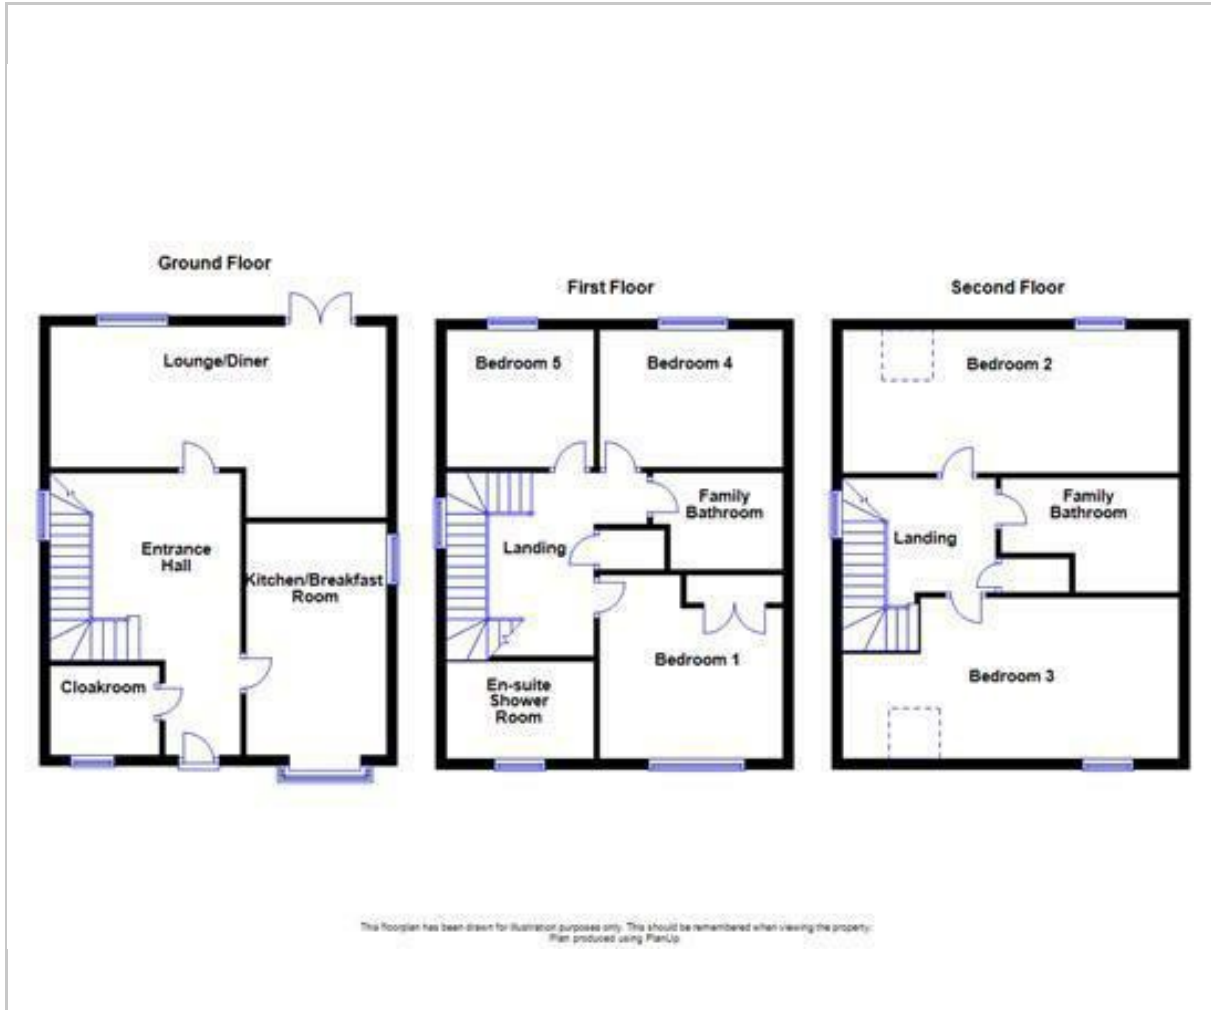 Ground Floor
Lounge/Diner
Entrance
Hall
Kitchen/Breakfast
Room
Cloakroom
First Floor
Bedroom 5
Bedroom 4
Family
Bathroom
Landing
Bedroom 1
En-suite
Shower
Room
Second Floor
Bedroom 2
Family
Bathroom
Landing
Bedroom 3
This floorplan has been drawn for illustration purposes only. This should be remembered when viewing the property.
Plan produced using PlanUp.